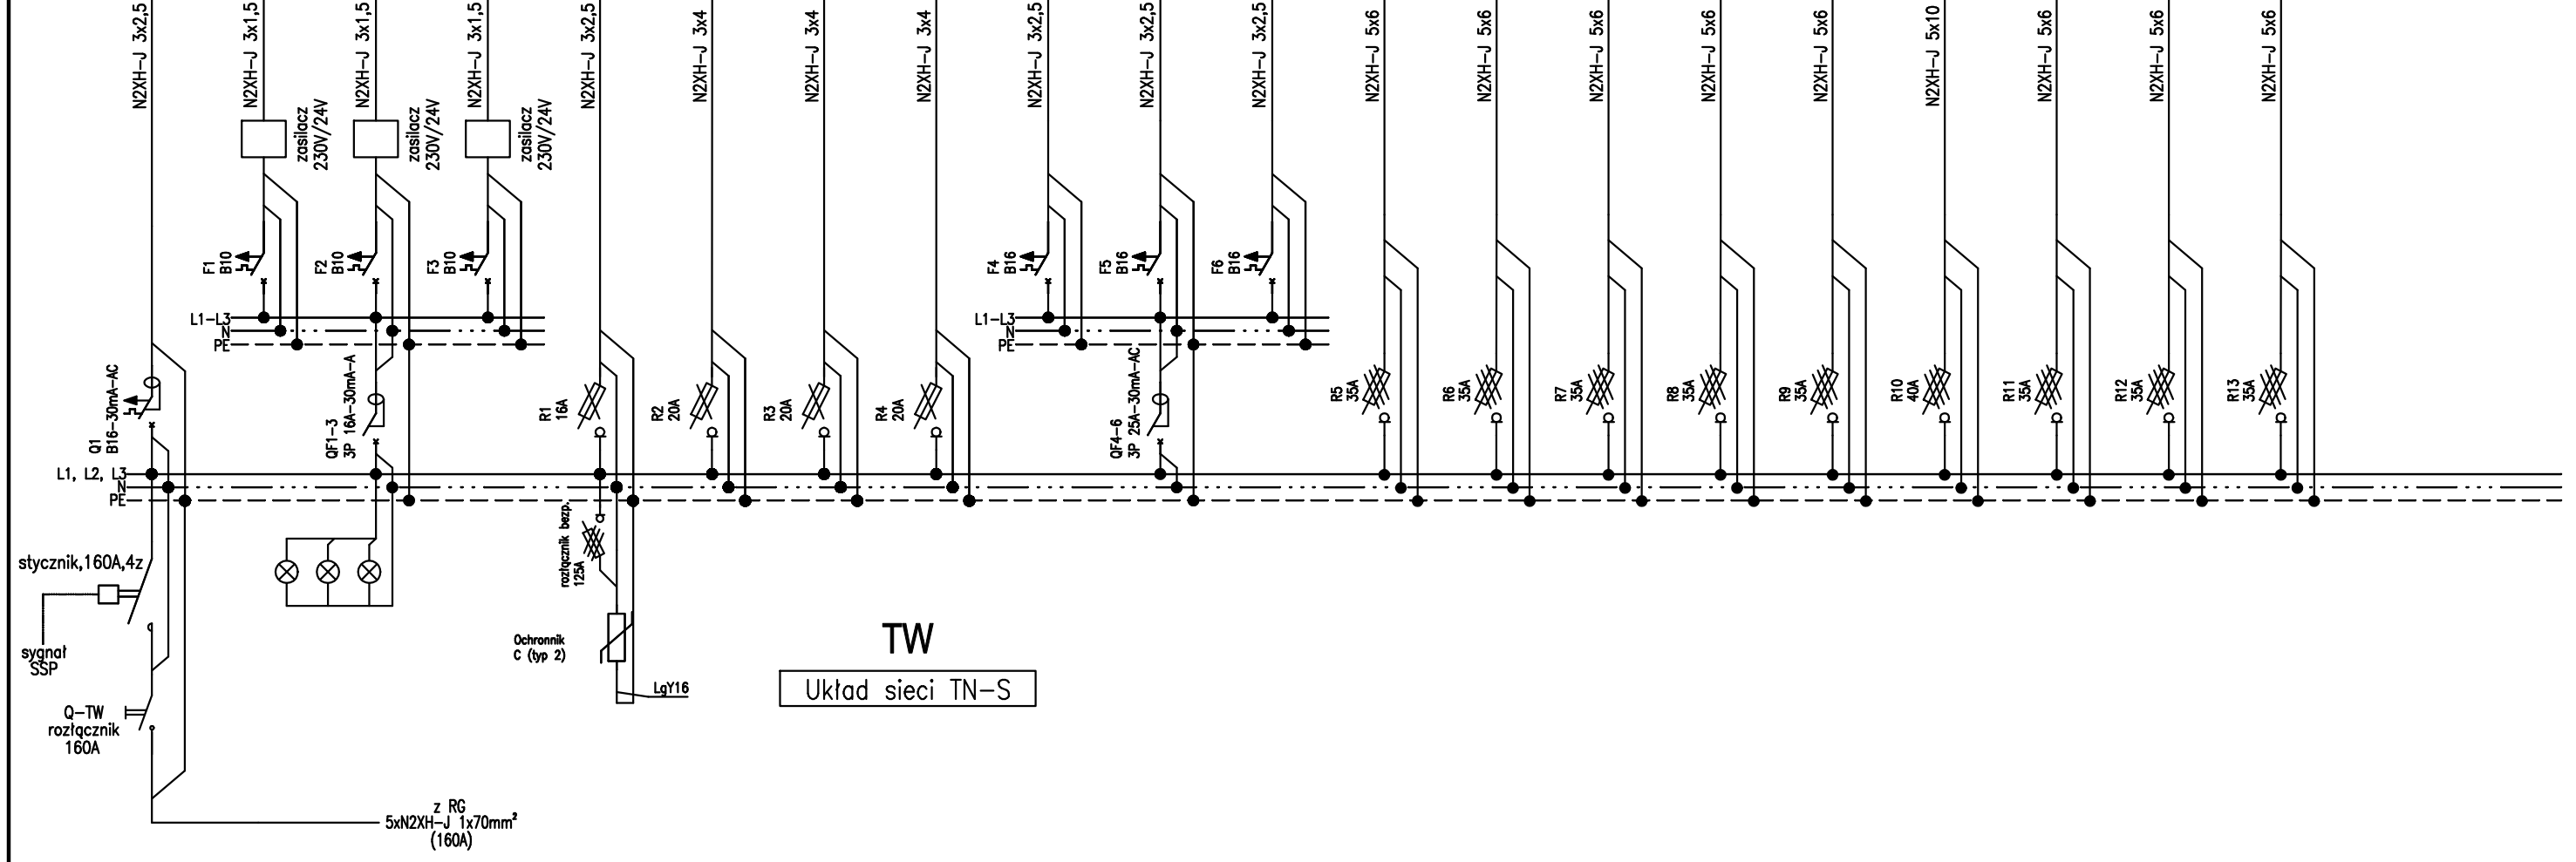 N2XH-J 3x2,5
N2XH-J 3x1,5
N2XH-J 3x1,5
N2XH-J 3x1,5
N2XH-J 3x2,5
N2XH-J 3x4
N2XH-J 3x4
N2XH-J 3x4
N2XH-J 3x2,5
N2XH-J 3x2,5
N2XH-J 3x2,5
N2XH-J 5x6
N2XH-J 5x6
N2XH-J 5x6
N2XH-J 5x6
N2XH-J 5x6
N2XH-J 5x10
N2XH-J 5x6
N2XH-J 5x6
N2XH-J 5x6
zasilacz
230V/24V
zasilacz
230V/24V
zasilacz
230V/24V
F1
B10
F2
B10
F3
B10
F4
B16
F5
B16
F6
B16
L1-L3
N
PE
L1-L3
N
PE
Q1
B16-30mA-AC
QF1-3
3P 16A-30mA-A
R1
16A
R2
20A
R3
20A
R4
20A
QF4-6
3P 25A-30mA-AC
R5
35A
R6
35A
R7
35A
R8
35A
R9
35A
R10
40A
R11
35A
R12
35A
R13
35A
L1, L2, L3
N
PE
stycznik,160A,4z
sygnał
SSP
rozłącznik bezp.
125A
Ochronnik
C (typ 2)
LgY16
TW
Układ sieci TN-S
Q-TW
rozłącznik
160A
z RG
5xN2XH-J 1x70mm²
(160A)